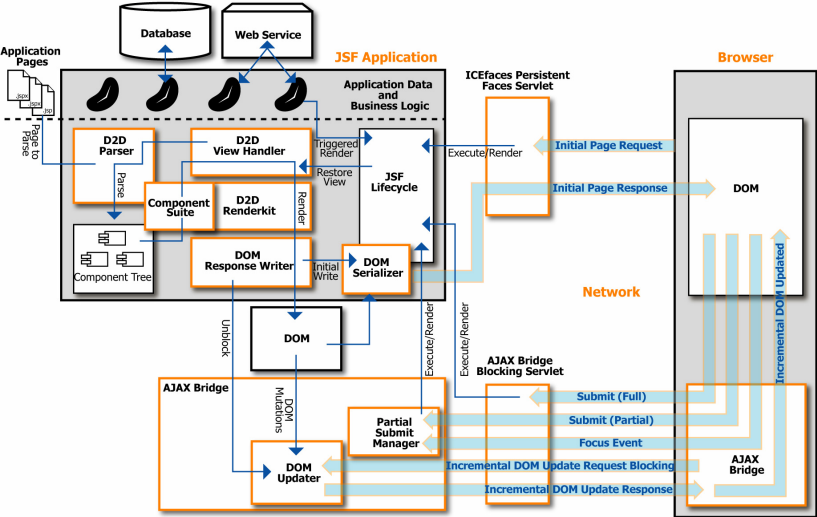 Database
Web Service
Application
Pages
JSF Application
Browser
.jspx
.jspx
.jsp
Application Data
and
Business Logic
ICEfaces Persistent
Faces Servlet
Page to
Parse
D2D
Parser
D2D
View Handler
Triggered
Render
Restore
View
JSF
Lifecycle
Execute/Render
Initial Page Request
Initial Page Response
DOM
Parse
Component
Suite
D2D
Renderkit
Render
Component Tree
DOM
Response Writer
Initial
Write
DOM
Serializer
Network
Incremental DOM Updated
Unblock
DOM
Execute/Render
Execute/Render
AJAX Bridge
Blocking Servlet
AJAX Bridge
DOM
Mutations
Partial
Submit
Manager
Submit (Full)
Submit (Partial)
Focus Event
AJAX
Bridge
DOM
Updater
Incremental DOM Update Request Blocking
Incremental DOM Update Response